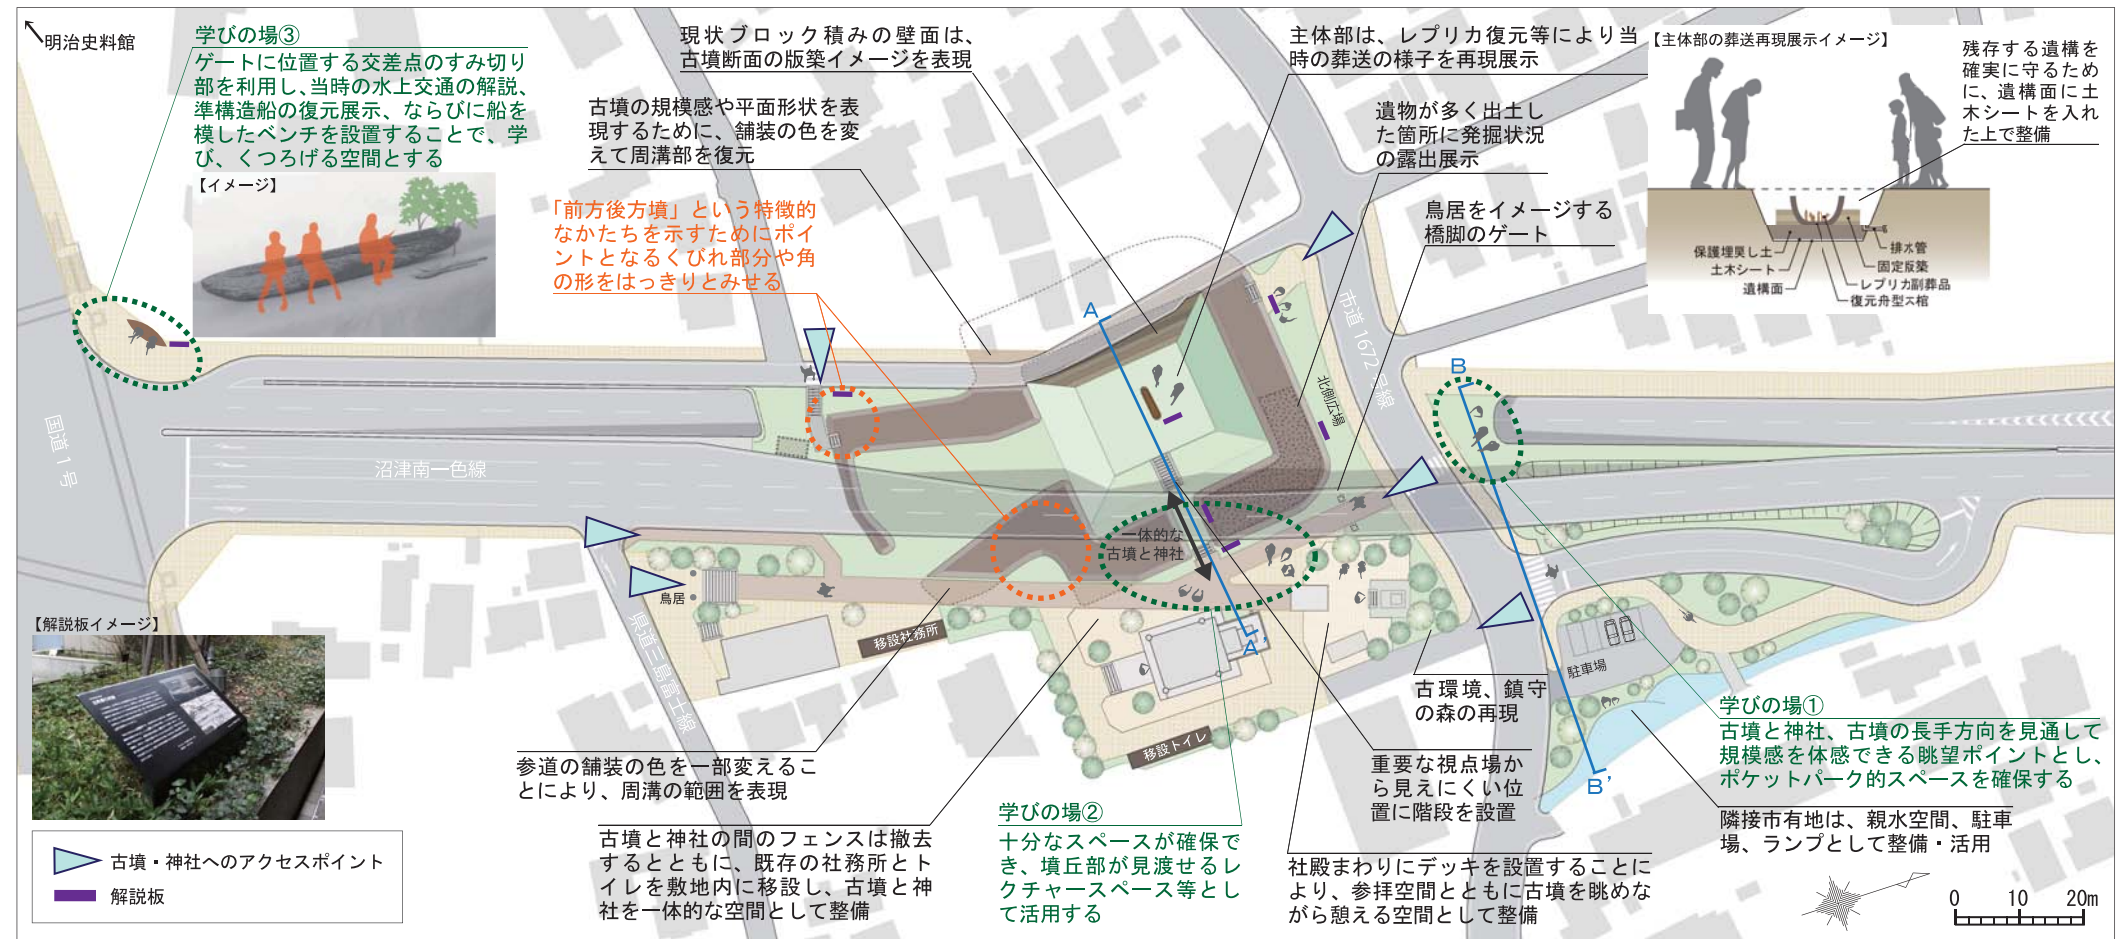 明治史料館
学びの場③
ゲートに位置する交差点のすみ切り
部を利用し、当時の水上交通の解説、
準構造船の復元展示、ならびに船を
模したベンチを設置することで、学
び、くつろげる空間とする
【イメージ】
現状ブロック積みの壁面は、
古墳断面の版築イメージを表現
古墳の規模感や平面形状を表
現するために、舗装の色を変
えて周溝部を復元
「前方後方墳」という特徴的
なかたちを示すためにポイ
ントとなるくびれ部分や角
の形をはっきりとみせる
主体部は、レプリカ復元等により当
時の葬送の様子を再現展示
遺物が多く出土し
た箇所に発掘状況
の露出展示
鳥居をイメージする
橋脚のゲート
【主体部の葬送再現展示イメージ】
残存する遺構を
確実に守るため
に、遺構面に土
木シートを入れ
た上で整備
保護埋戻し土
土木シート
遺構面
排水管
固定版築
レプリカ副葬品
復元舟型木棺
A
B
市道 1672 号線
北側広場
国道 1 号
沼津南一色線
一体的な
古墳と神社
鳥居
県道三島富士線
移設社務所
移設トイレ
A'
B'
駐車場
【解説板イメージ】
古墳・神社へのアクセスポイント
解説板
参道の舗装の色を一部変えるこ
とにより、周溝の範囲を表現
古墳と神社の間のフェンスは撤去
するとともに、既存の社務所とト
イレを敷地内に移設し、古墳と神
社を一体的な空間として整備
学びの場②
十分なスペースが確保で
き、墳丘部が見渡せるレ
クチャースペース等とし
て活用する
古環境、鎮守
の森の再現
重要な視点場か
ら見えにくい位
置に階段を設置
社殿まわりにデッキを設置することに
より、参拝空間とともに古墳を眺めな
がら憩える空間として整備
学びの場①
古墳と神社、古墳の長手方向を見通して
規模感を体感できる眺望ポイントとし、
ポケットパーク的スペースを確保する
隣接市有地は、親水空間、駐車
場、ランプとして整備・活用
0 10 20m